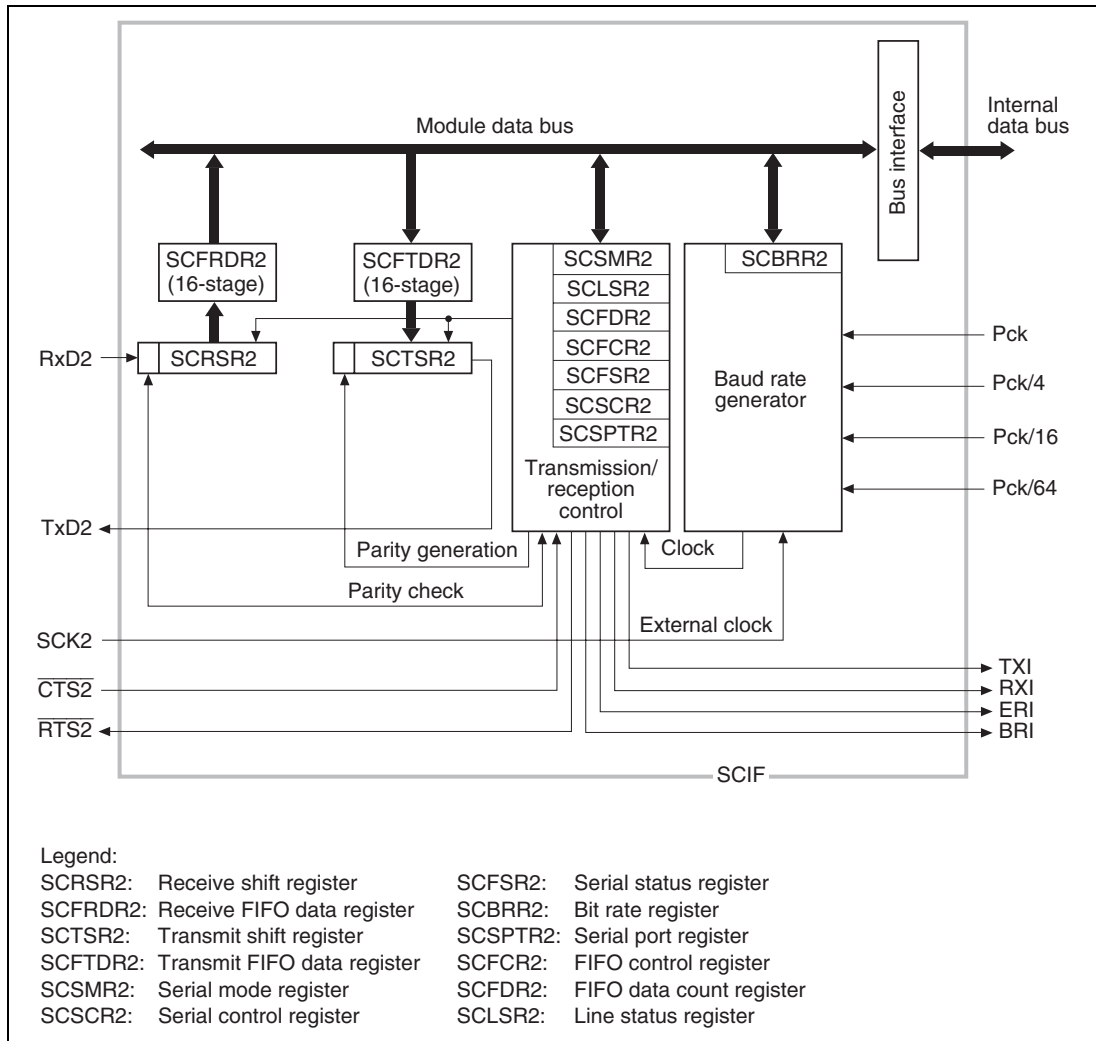 Module data bus
Bus interface
Internal
data bus
SCFRDR2
(16-stage)
SCFTDR2
(16-stage)
SCSMR2
SCLSR2
SCFDR2
SCFCR2
SCFSR2
SCSCR2
SCSPTR2
Transmission/
reception
control
SCBRR2
Baud rate
generator
RxD2
SCRSR2
SCTSR2
Pck
Pck/4
Pck/16
Pck/64
TxD2
Parity generation
Clock
Parity check
SCK2
External clock
CTS2
RTS2
TXI
RXI
ERI
BRI
SCIF
Legend:
SCRSR2: Receive shift register
SCFRDR2: Receive FIFO data register
SCTSR2: Transmit shift register
SCFTDR2: Transmit FIFO data register
SCSMR2: Serial mode register
SCSCR2: Serial control register
SCFSR2: Serial status register
SCBRR2: Bit rate register
SCSPTR2: Serial port register
SCFCR2: FIFO control register
SCFDR2: FIFO data count register
SCLSR2: Line status register